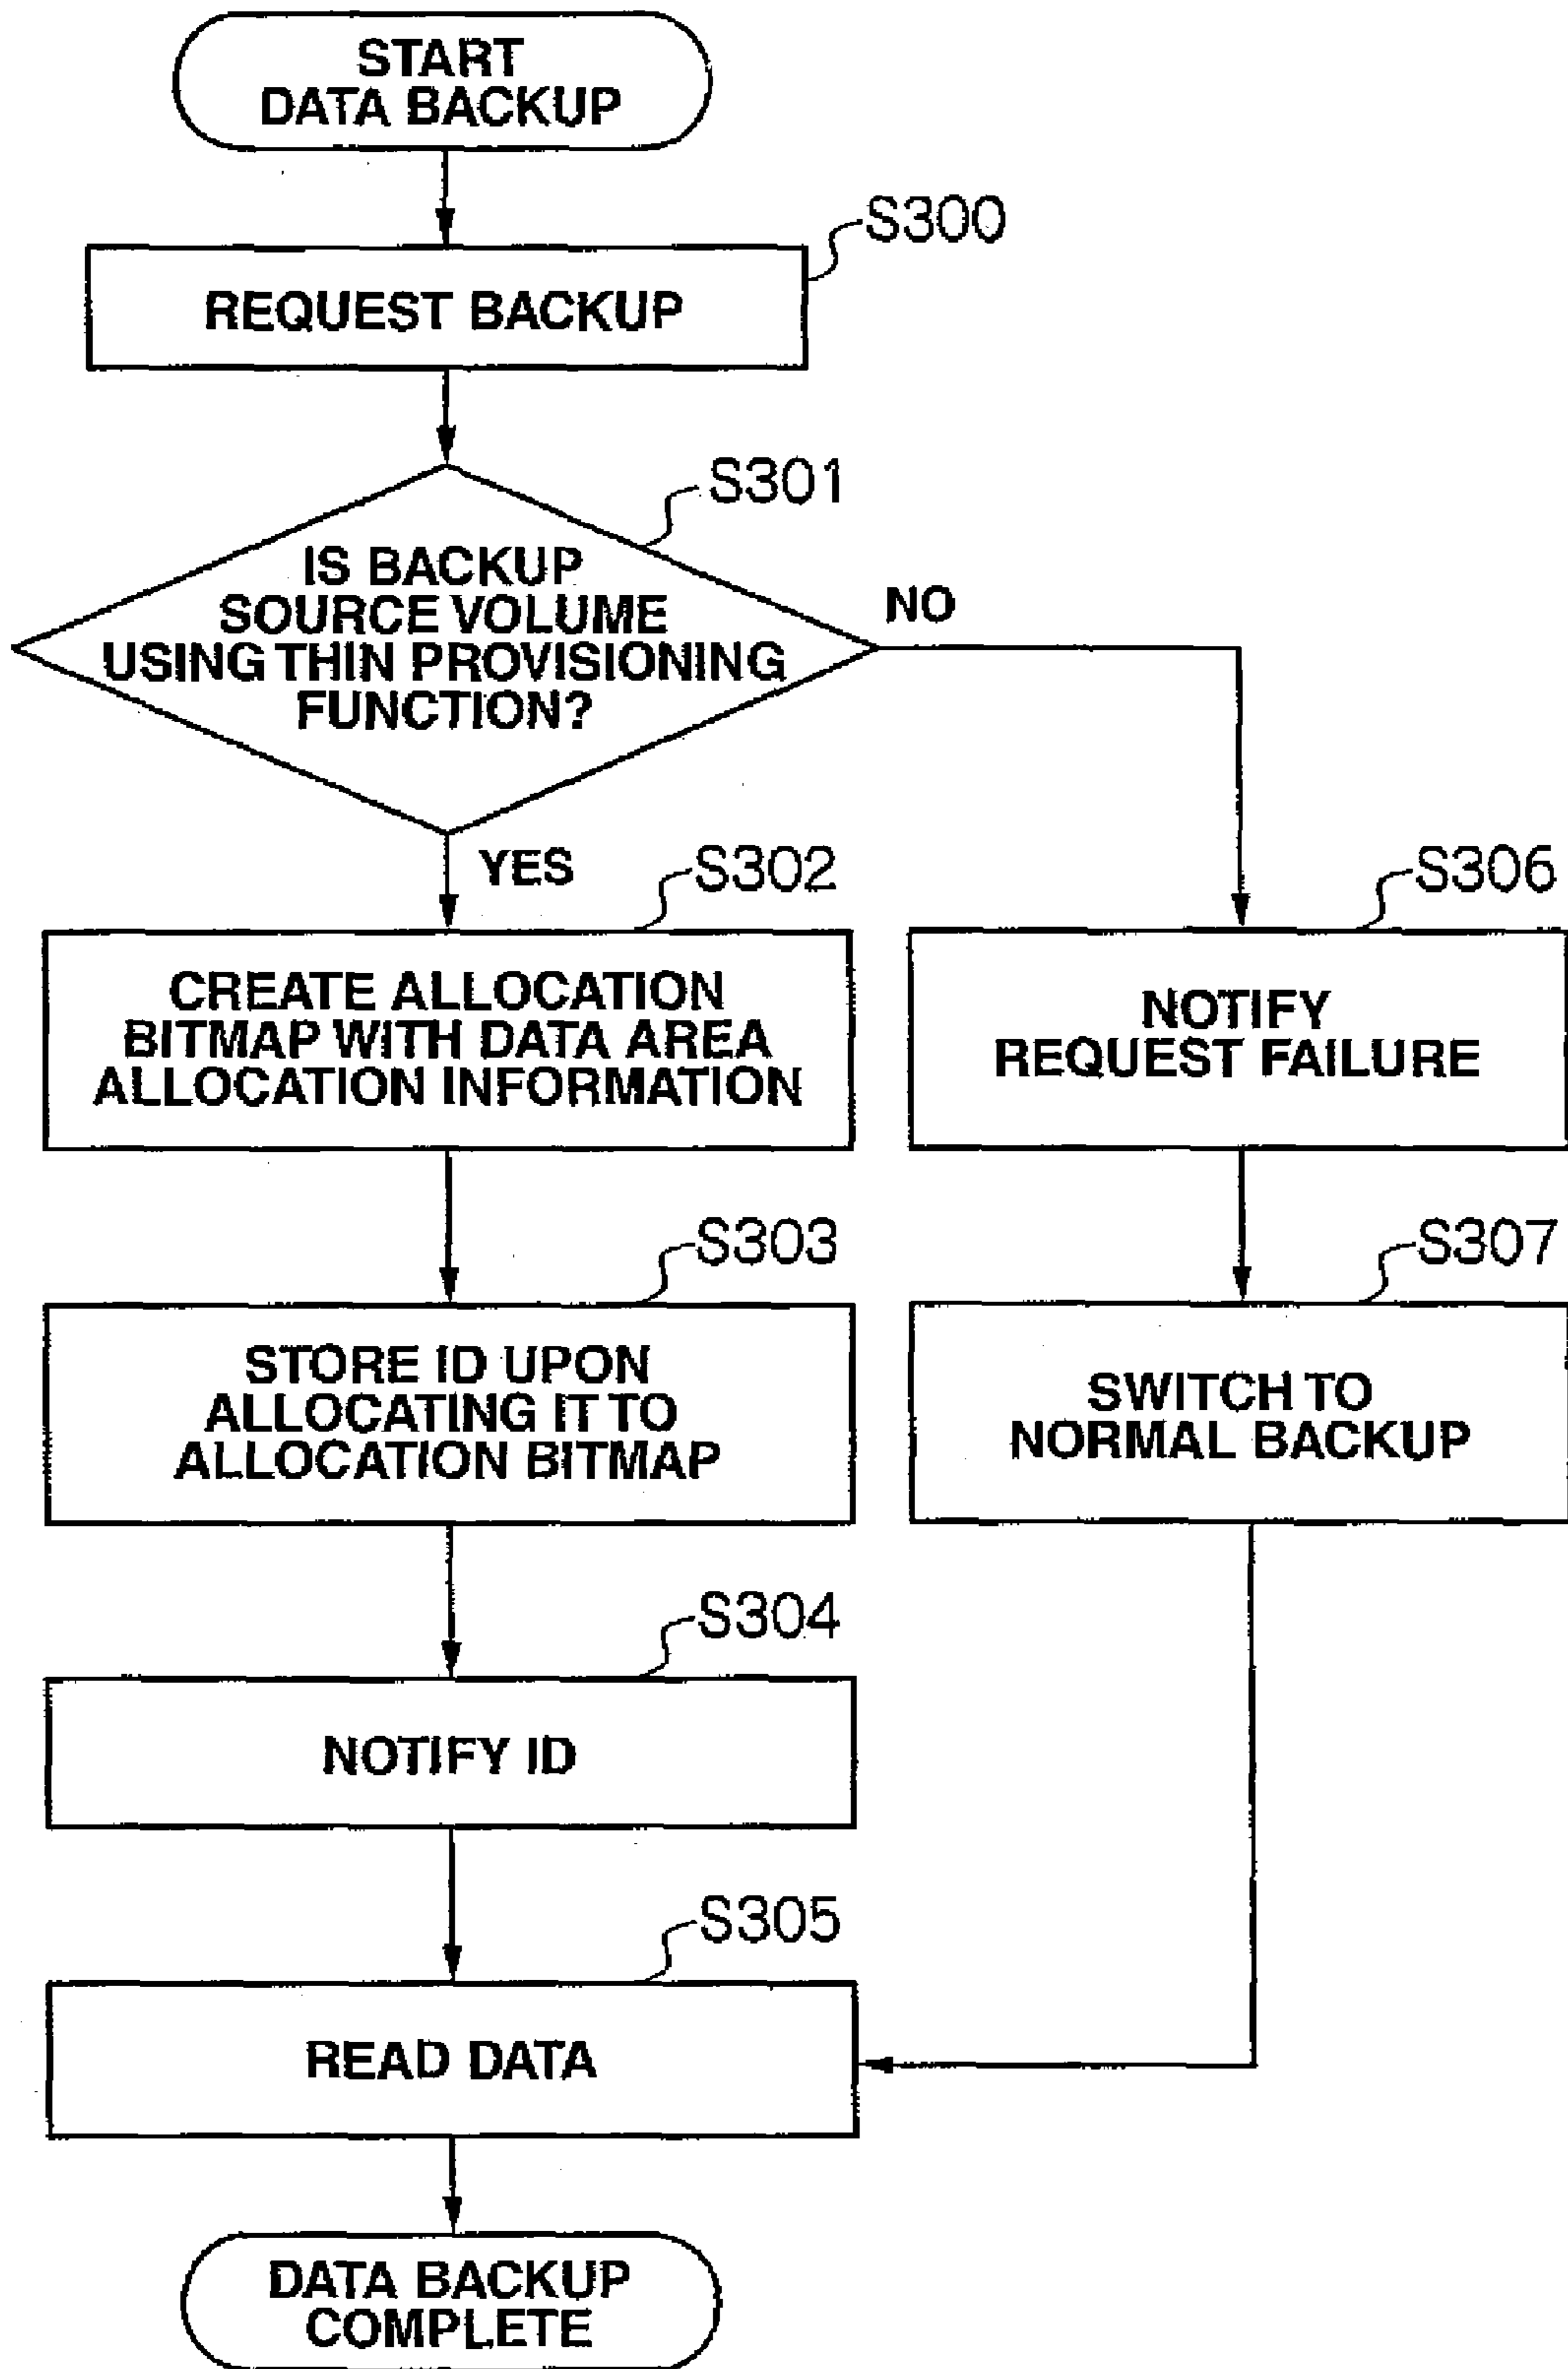 START
DATA BACKUP
S300
REQUEST BACKUP
S301
IS BACKUP
SOURCE VOLUME
USING THIN PROVISIONING
FUNCTION?
NO
YES
S302
CREATE ALLOCATION
BITMAP WITH DATA AREA
ALLOCATION INFORMATION
S306
NOTIFY
REQUEST FAILURE
S303
STORE ID UPON
ALLOCATING IT TO
ALLOCATION BITMAP
S307
SWITCH TO
NORMAL BACKUP
S304
NOTIFY ID
S305
READ DATA
DATA BACKUP
COMPLETE